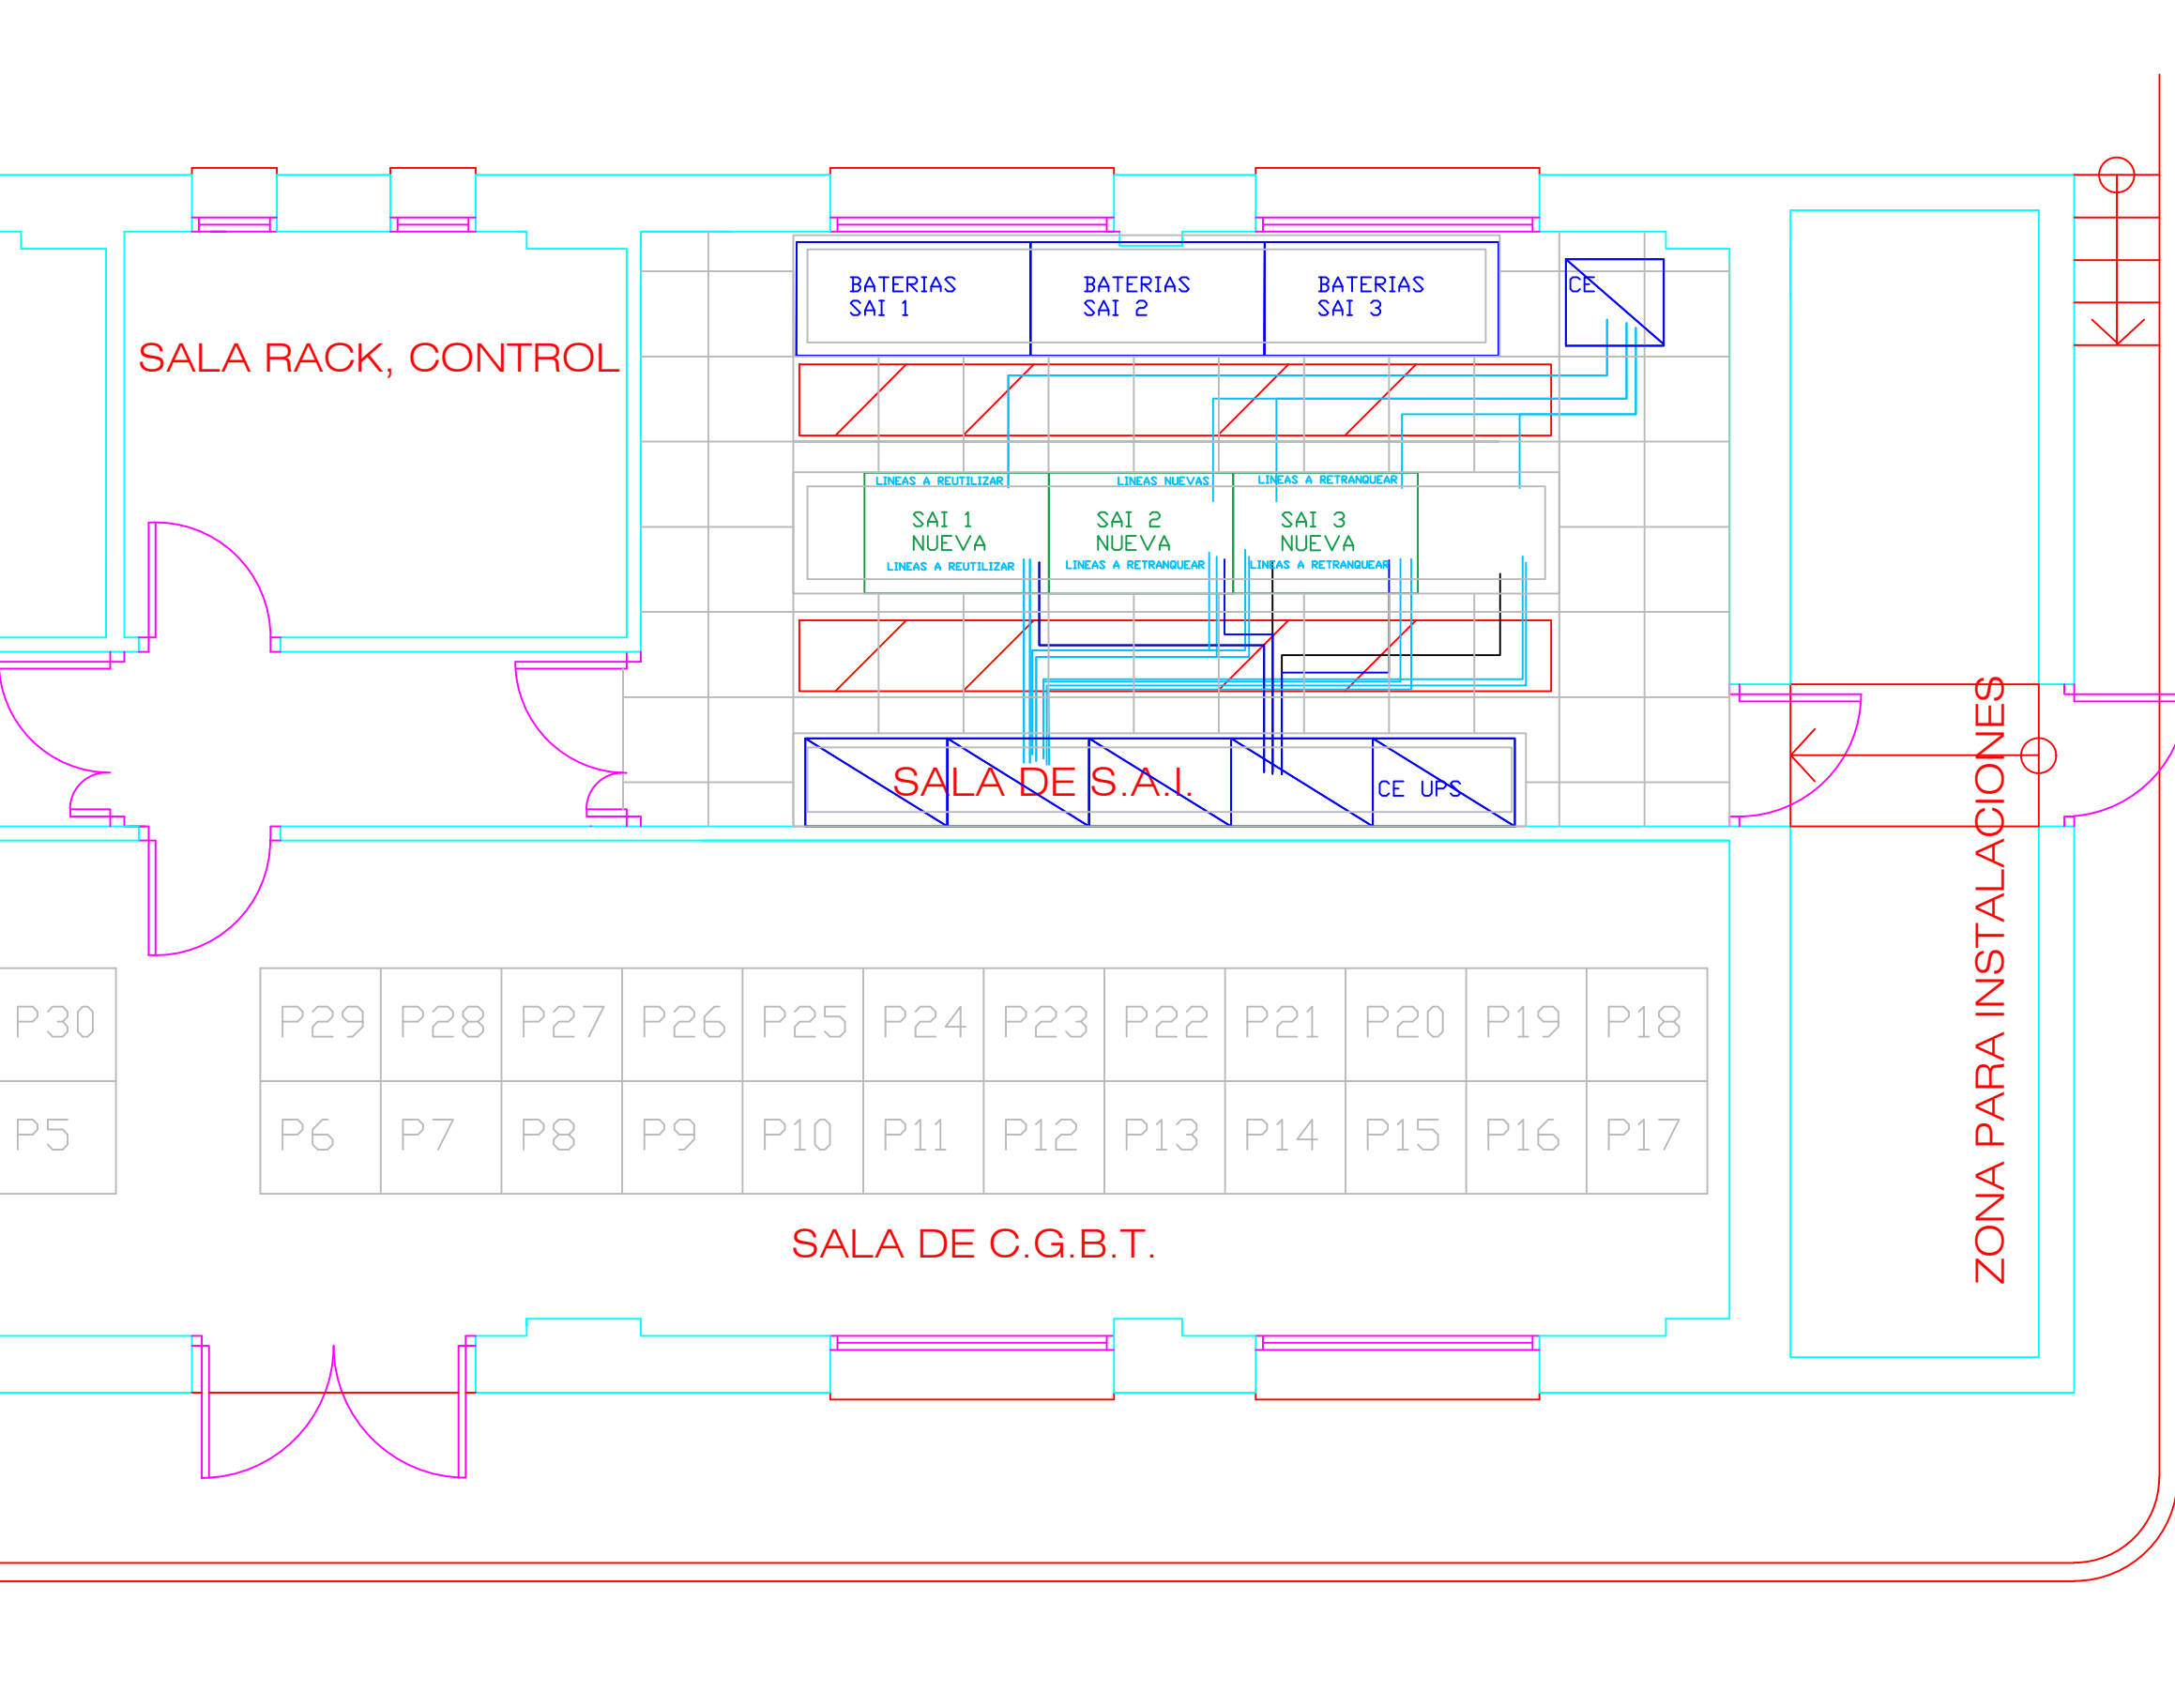 BATERIAS
SAI 1
BATERIAS
SAI 2
BATERIAS
SAI 3
CE
SALA RACK, CONTROL
LINEAS A REUTILIZAR
LINEAS NUEVAS
LINEAS A RETRANQUEAR
SAI 1
NUEVA
SAI 2
NUEVA
SAI 3
NUEVA
LINEAS A REUTILIZAR
LINEAS A RETRANQUEAR
LINEAS A RETRANQUEAR
SALA DE S.A.I.
CE UPS
ZONA PARA INSTALACIONES
P30
P29
P28
P27
P26
P25
P24
P23
P22
P21
P20
P19
P18
P5
P6
P7
P8
P9
P10
P11
P12
P13
P14
P15
P16
P17
SALA DE C.G.B.T.